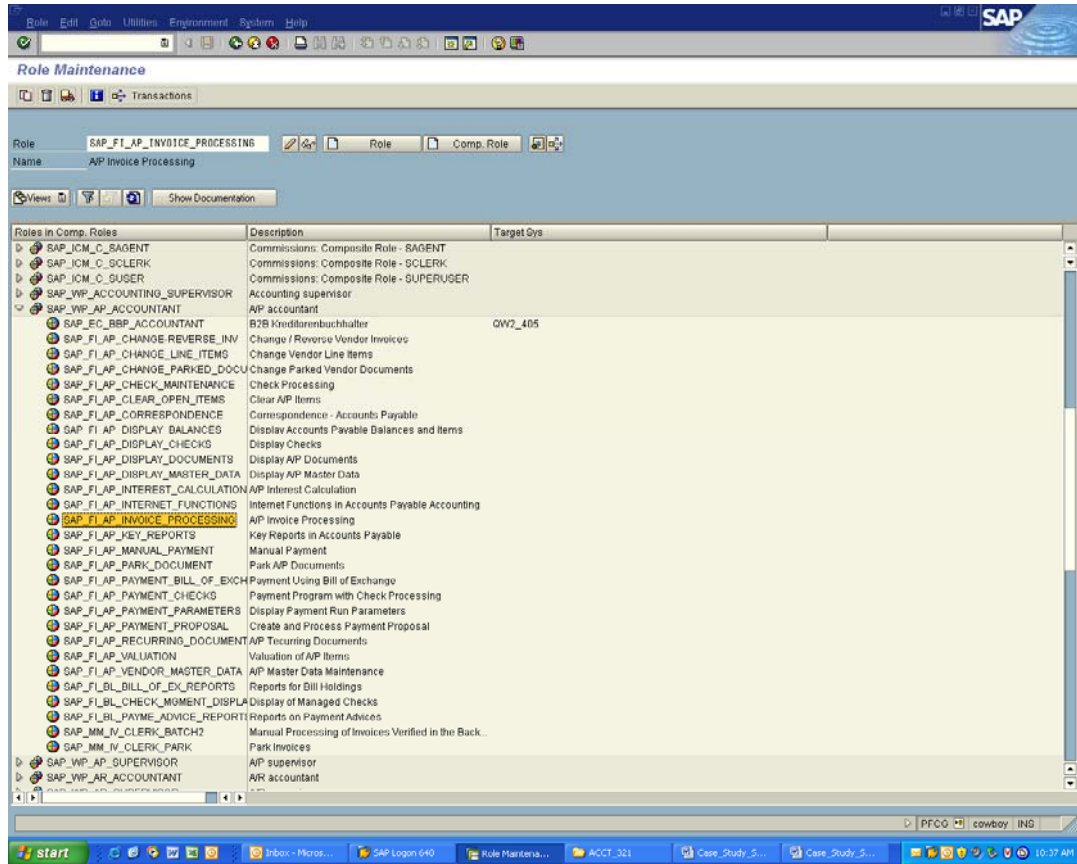 Role Edit Goto Utilities Environment System Help
SAP
Role Maintenance
Transactions
Role SAP_FI_AP_INVOICE_PROCESSING Role Comp. Role
Name A/P Invoice Processing
Views Show Documentation
Roles in Comp. Roles Description Target Sys
SAP_ICM_C_SAGENT Commissions: Composite Role - SAGENT
SAP_ICM_C_SCLERK Commissions: Composite Role - SCLERK
SAP_ICM_C_SUSER Commissions: Composite Role - SUPERUSER
SAP_WP_ACCOUNTING_SUPERVISOR Accounting supervisor
SAP_WP_AP_ACCOUNTANT A/P accountant
SAP_EC_BBP_ACCOUNTANT B2B Kreditorenbuchhalter QW2_405
SAP_FI_AP_CHANGE-REVERSE_INV Change / Reverse Vendor Invoices
SAP_FI_AP_CHANGE_LINE_ITEMS Change Vendor Line Items
SAP_FI_AP_CHANGE_PARKED_DOCU Change Parked Vendor Documents
SAP_FI_AP_CHECK_MAINTENANCE Check Processing
SAP_FI_AP_CLEAR_OPEN_ITEMS Clear A/P Items
SAP_FI_AP_CORRESPONDENCE Correspondence - Accounts Payable
SAP_FI_AP_DISPLAY_BALANCES Display Accounts Payable Balances and Items
SAP_FI_AP_DISPLAY_CHECKS Display Checks
SAP_FI_AP_DISPLAY_DOCUMENTS Display A/P Documents
SAP_FI_AP_DISPLAY_MASTER_DATA Display A/P Master Data
SAP_FI_AP_INTEREST_CALCULATION A/P Interest Calculation
SAP_FI_AP_INTERNET_FUNCTIONS Internet Functions in Accounts Payable Accounting
SAP_FI_AP_INVOICE_PROCESSING A/P Invoice Processing
SAP_FI_AP_KEY_REPORTS Key Reports in Accounts Payable
SAP_FI_AP_MANUAL_PAYMENT Manual Payment
SAP_FI_AP_PARK_DOCUMENT Park A/P Documents
SAP_FI_AP_PAYMENT_BILL_OF_EXCH Payment Using Bill of Exchange
SAP_FI_AP_PAYMENT_CHECKS Payment Program with Check Processing
SAP_FI_AP_PAYMENT_PARAMETERS Display Payment Run Parameters
SAP_FI_AP_PAYMENT_PROPOSAL Create and Process Payment Proposal
SAP_FI_AP_RECURRING_DOCUMENT A/P Tecurring Documents
SAP_FI_AP_VALUATION Valuation of A/P Items
SAP_FI_AP_VENDOR_MASTER_DATA A/P Master Data Maintenance
SAP_FI_BL_BILL_OF_EX_REPORTS Reports for Bill Holdings
SAP_FI_BL_CHECK_MGMENT_DISPLA Display of Managed Checks
SAP_FI_BL_PAYME_ADVICE_REPORT Reports on Payment Advices
SAP_MM_IV_CLERK_BATCH2 Manual Processing of Invoices Verified in the Back...
SAP_MM_IV_CLERK_PARK Park Invoices
SAP_WP_AP_SUPERVISOR A/P supervisor
SAP_WP_AR_ACCOUNTANT A/R accountant
PFCG cowboy INS
start Inbox - Micros... SAP Logon 640 Role Maintena... ACCT_321 Case_Study_S... Case_Study_S... 10:37 AM